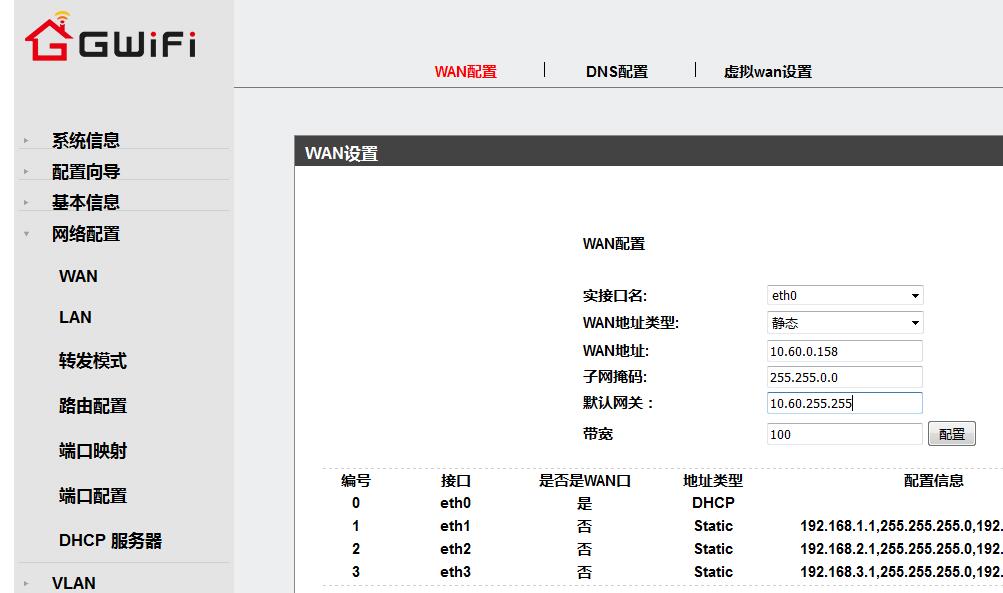 GWiFi
WAN配置 | DNS配置 | 虚拟wan设置
系统信息
配置向导
基本信息
网络配置
WAN
LAN
转发模式
路由配置
端口映射
端口配置
DHCP 服务器
VLAN
WAN设置
WAN配置
实接口名: eth0
WAN地址类型: 静态
WAN地址: 10.60.0.158
子网掩码: 255.255.0.0
默认网关： 10.60.255.255
带宽 100 配置
编号 接口 是否是WAN口 地址类型 配置信息
0 eth0 是 DHCP
1 eth1 否 Static 192.168.1.1,255.255.255.0,192.
2 eth2 否 Static 192.168.2.1,255.255.255.0,192.
3 eth3 否 Static 192.168.3.1,255.255.255.0,192.